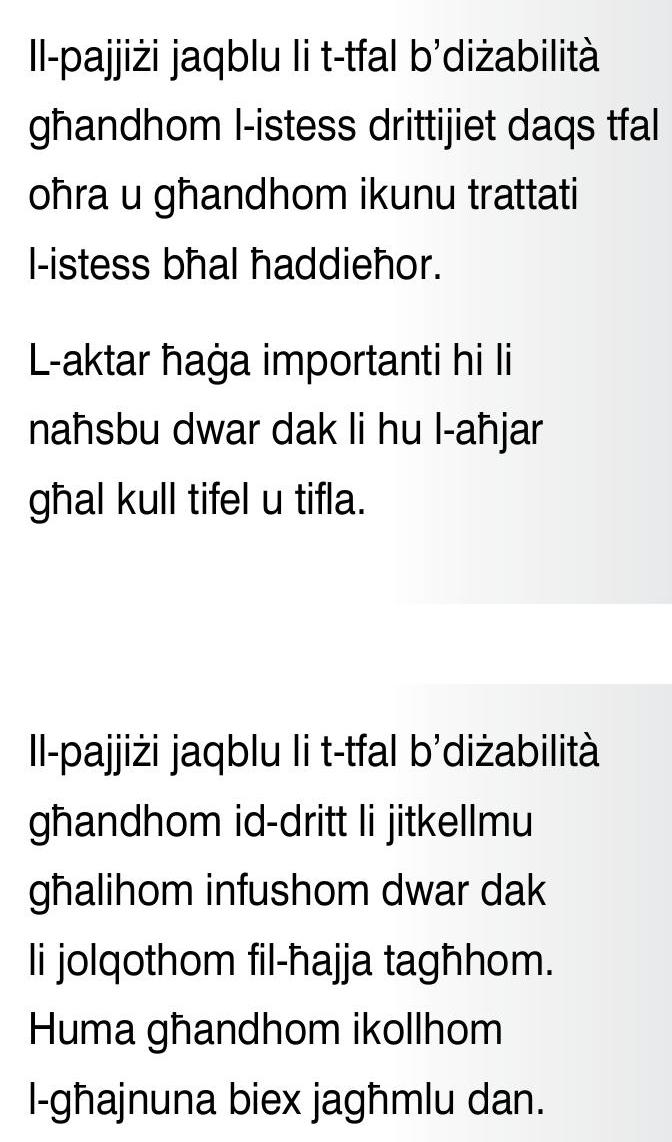 Il-pajjiżi jaqblu li t-tfal b’diżabilità
għandhom l-istess drittijiet daqs tfal
oħra u għandhom ikunu trattati
l-istess bħal ħaddieħor.
L-aktar ħaġa importanti hi li
naħsbu dwar dak li hu l-aħjar
għal kull tifel u tifla.
Il-pajjiżi jaqblu li t-tfal b’diżabilità
għandhom id-dritt li jitkellmu
għalihom infushom dwar dak
li jolqothom fil-ħajja tagħhom.
Huma għandhom ikollhom
l-għajnuna biex jagħmlu dan.